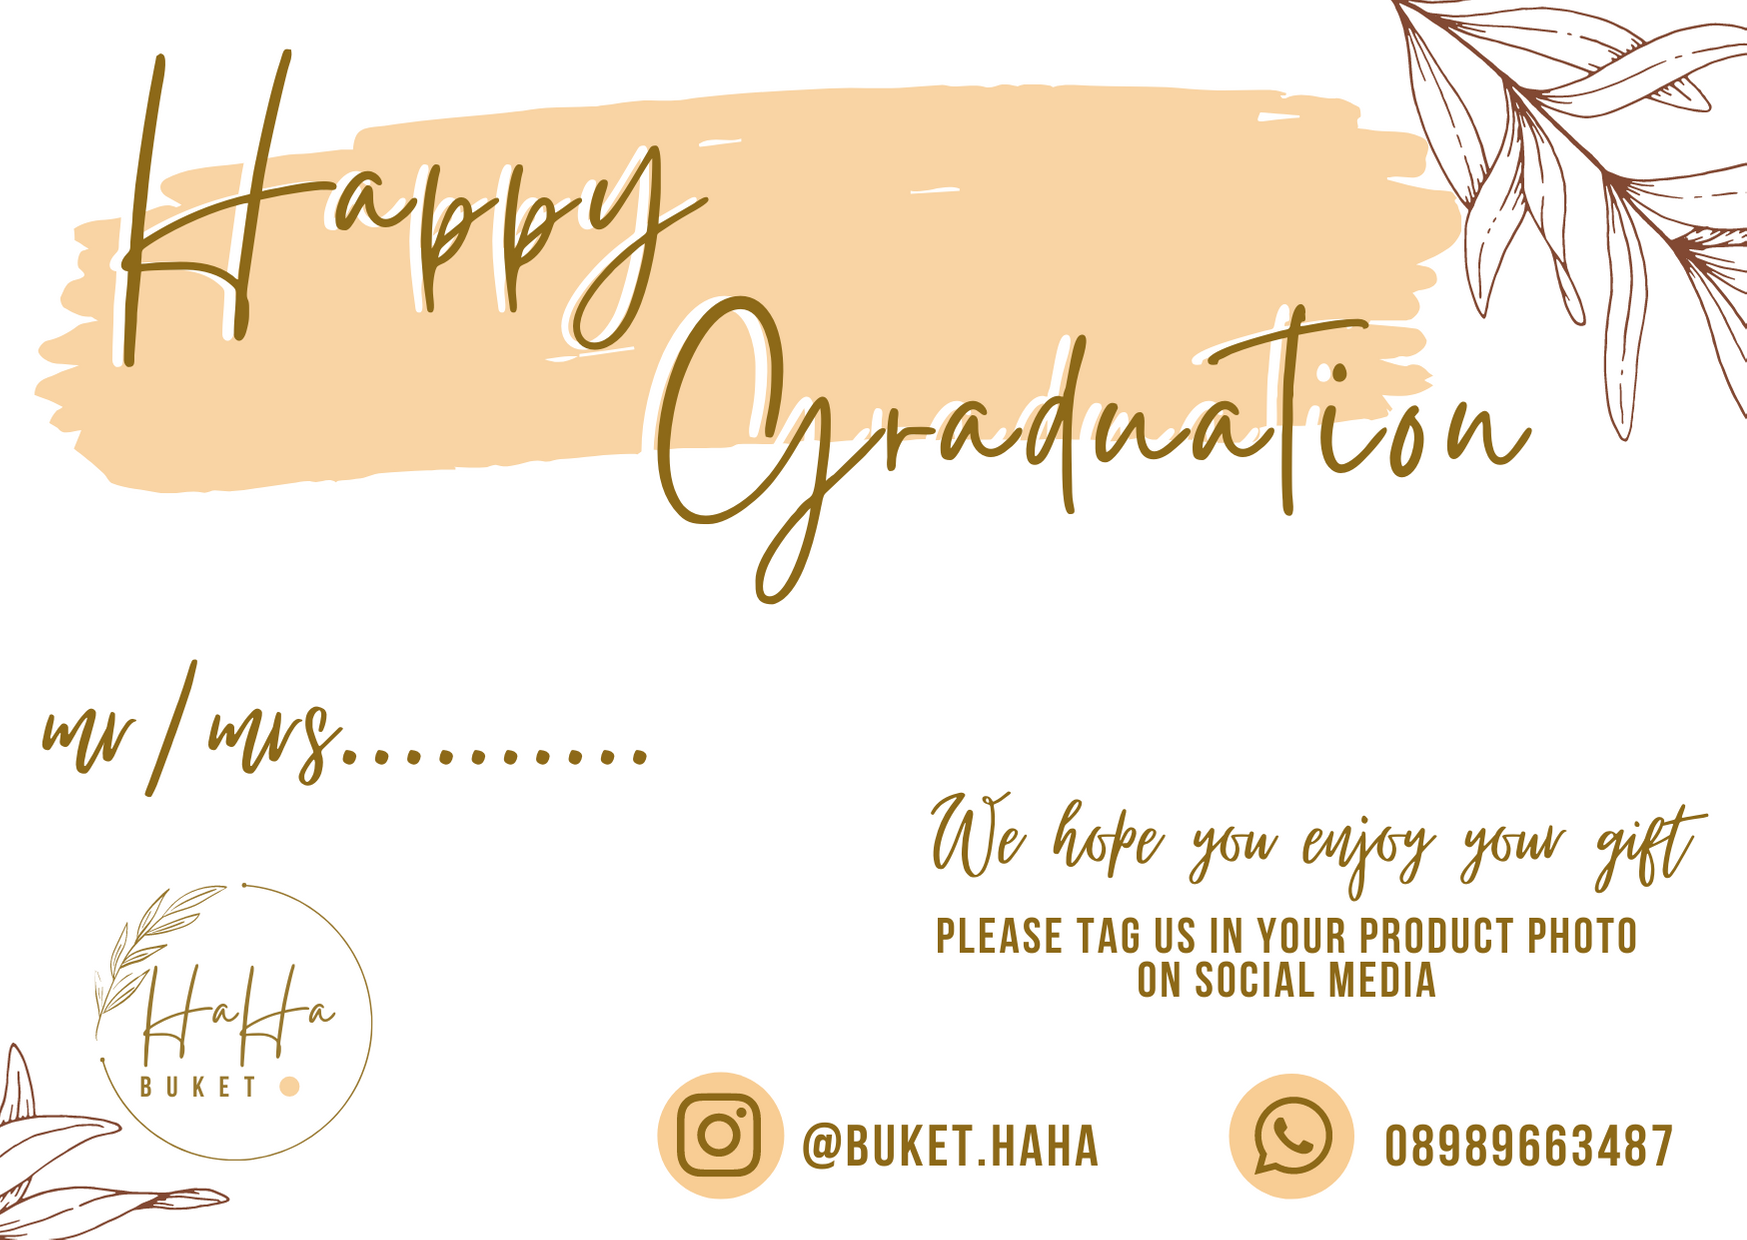 Happy
Graduation
mr/mrs..........
We hope you enjoy your gift
PLEASE TAG US IN YOUR PRODUCT PHOTO
ON SOCIAL MEDIA
HaHa
BUKET
@BUKET.HAHA
08989663487